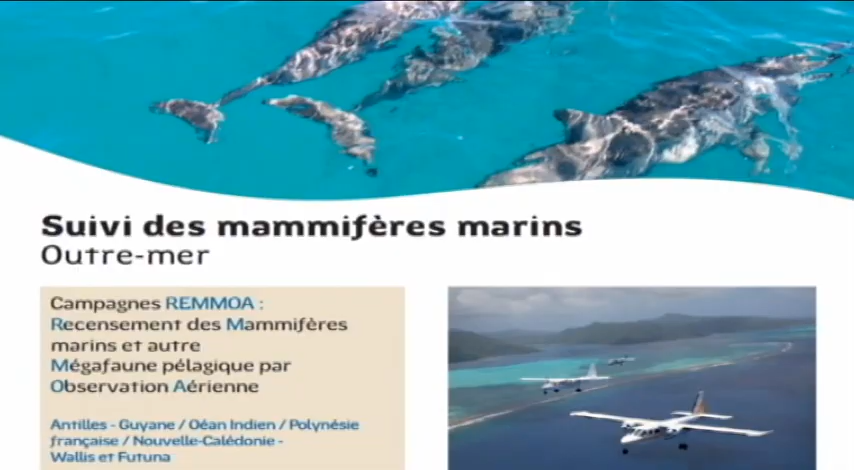 Suivi des mammifères marins
Outre-mer
Campagnes REMMOA :
Recensement des Mammifères
marins et autre
Mégafaune pélagique par
Observation Aérienne
Antilles - Guyane / Oéan Indien / Polynésie
française / Nouvelle-Calédonie -
Wallis et Futuna